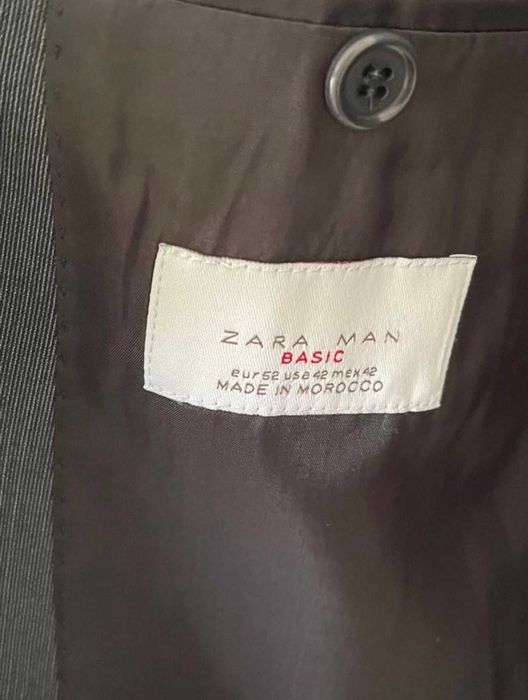 ZARA MAN
BASIC
eur 52 usa 42 mex 42
MADE IN MOROCCO